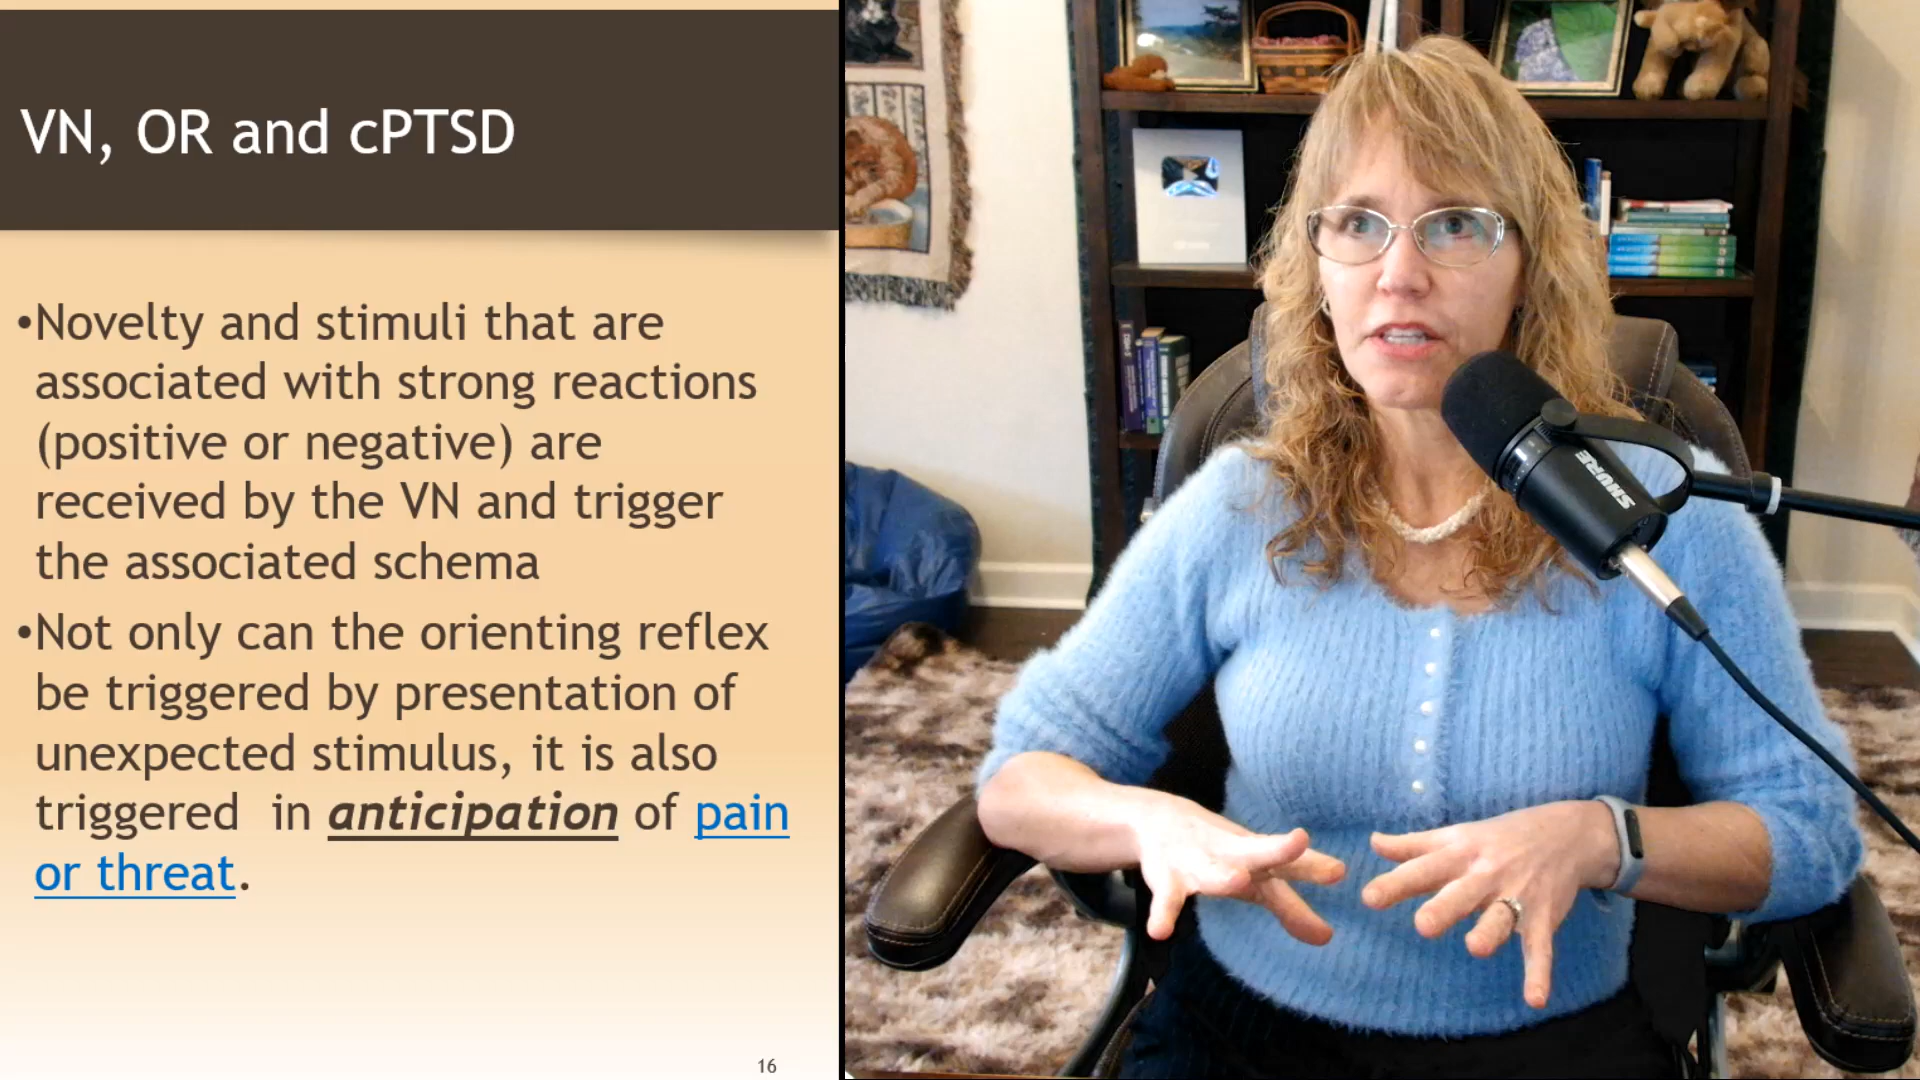 VN, OR and cPTSD
•Novelty and stimuli that are
associated with strong reactions
(positive or negative) are
received by the VN and trigger
the associated schema
•Not only can the orienting reflex
be triggered by presentation of
unexpected stimulus, it is also
triggered  in anticipation of pain
or threat.
16
SHURE